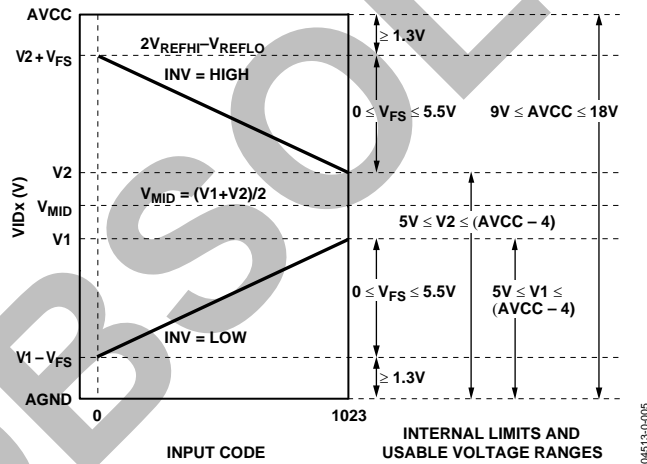 AVCC
V2 + VFS
V2
VMID
V1
V1 – VFS
AGND
VIDx (V)
2VREFHI–VREFLO
INV = HIGH
VMID = (V1+V2)/2
INV = LOW
0
1023
INPUT CODE
≥ 1.3V
0 ≤ VFS ≤ 5.5V
9V ≤ AVCC ≤ 18V
5V ≤ V2 ≤ (AVCC – 4)
0 ≤ VFS ≤ 5.5V
5V ≤ V1 ≤
(AVCC – 4)
≥ 1.3V
INTERNAL LIMITS AND
USABLE VOLTAGE RANGES
04513-0-005
OBSOL